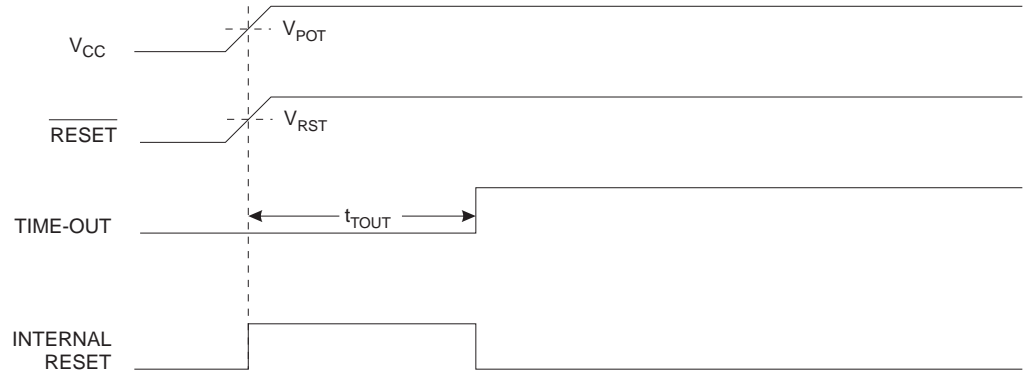 V_CC
V_POT
RESET
V_RST
TIME-OUT
t_TOUT
INTERNAL
RESET